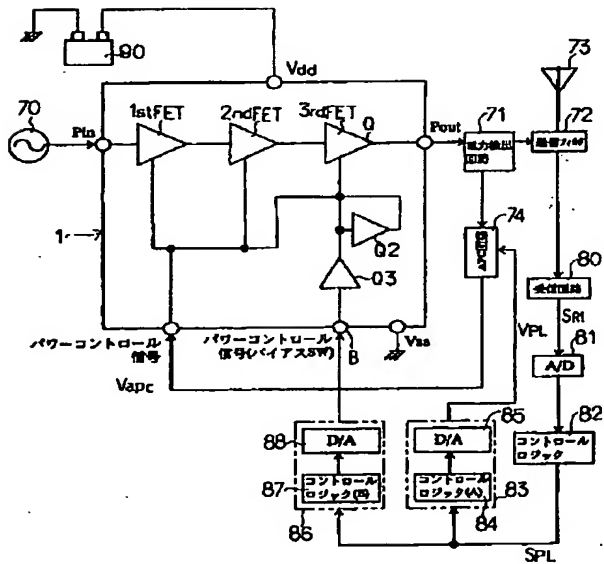 90
Vdd
73
70
Pin
1stFET
2ndFET
3rdFET
Q
Pout
71
電力検出
回路
72
送信フィルタ
74
1
Q2
Q3
80
受信回路
SRI
パワーコントロール
信号
パワーコントロール
信号(バイアスSW)
B
Vss
VPL
81
A/D
Vapc
88
D/A
85
D/A
82
コントロール
ロジック
87
コントロール
ロジック(B)
コントロール
ロジック(A)
83
86
84
SPL